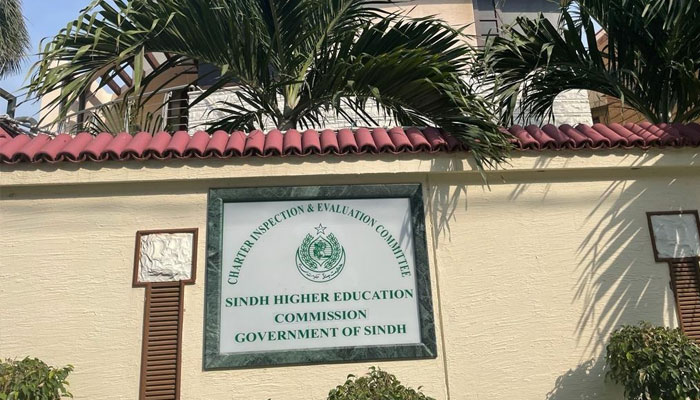 CHARTER INSPECTION & EVALUATION COMMITTEE
SINDH HIGHER EDUCATION
COMMISSION
GOVERNMENT OF SINDH